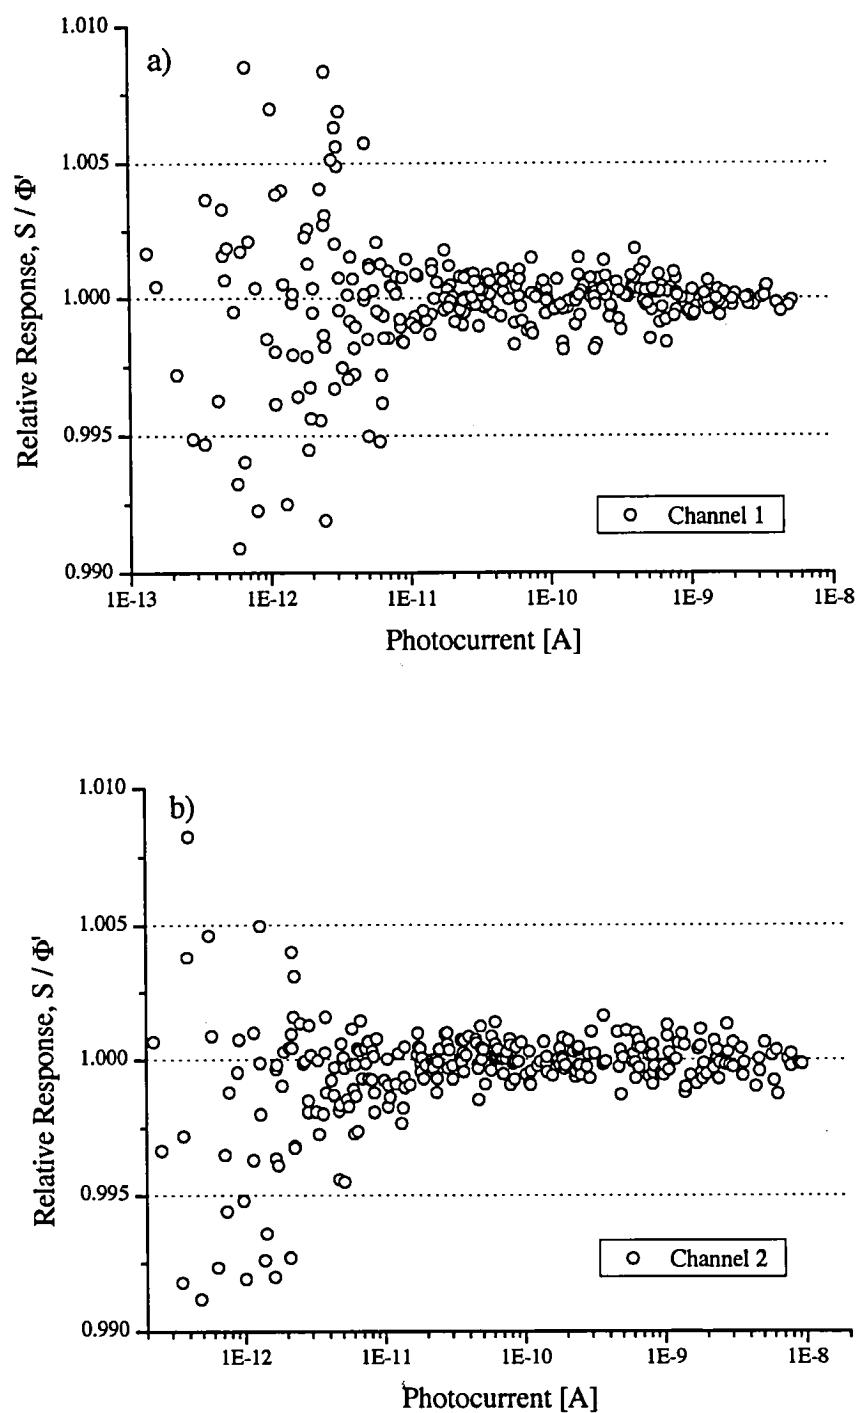 a)
1.010
1.005
1.000
0.995
0.990
Relative Response, S / Φ'
Channel 1
1E-13 1E-12 1E-11 1E-10 1E-9 1E-8
Photocurrent [A]
b)
1.010
1.005
1.000
0.995
0.990
Relative Response, S / Φ'
Channel 2
1E-12 1E-11 1E-10 1E-9 1E-8
Photocurrent [A]